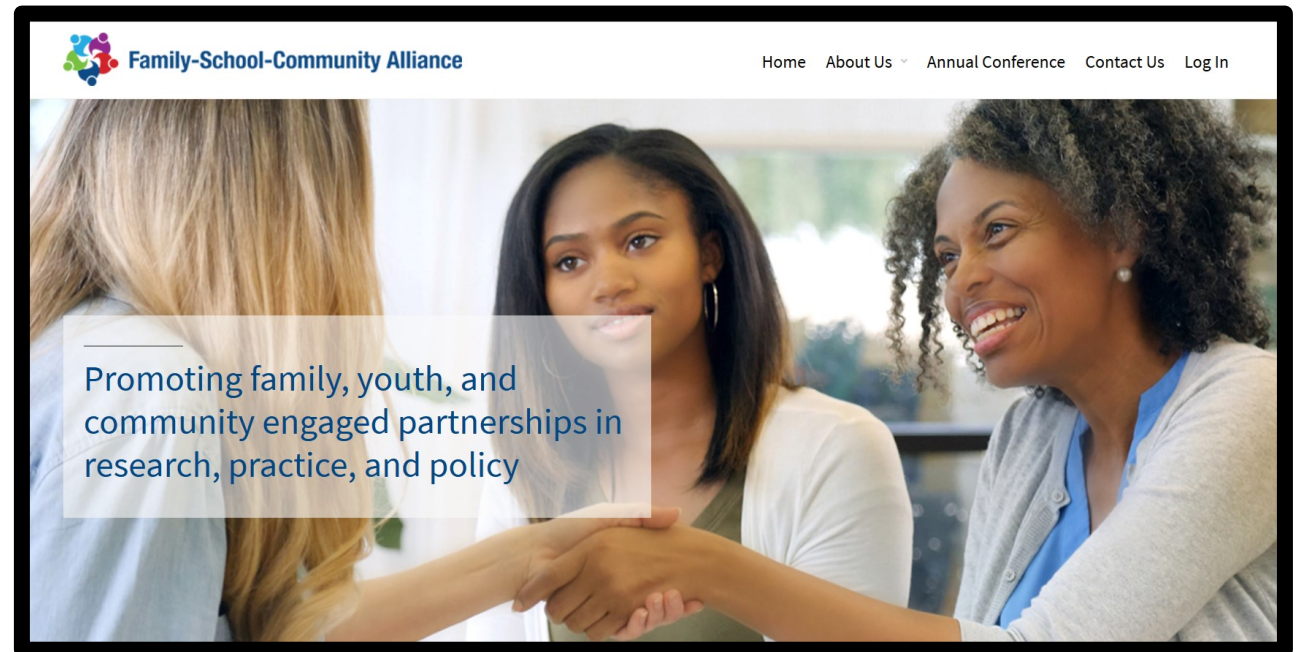 Family-School-Community Alliance
Home About Us Annual Conference Contact Us Log In
Promoting family, youth, and
community engaged partnerships in
research, practice, and policy